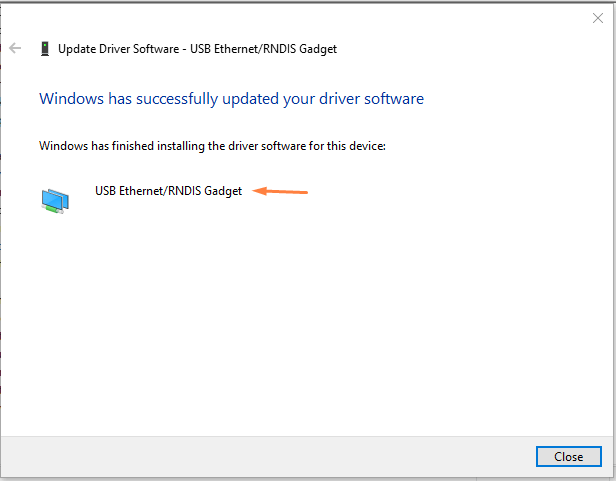 Update Driver Software - USB Ethernet/RNDIS Gadget
Windows has successfully updated your driver software
Windows has finished installing the driver software for this device:
USB Ethernet/RNDIS Gadget
Close